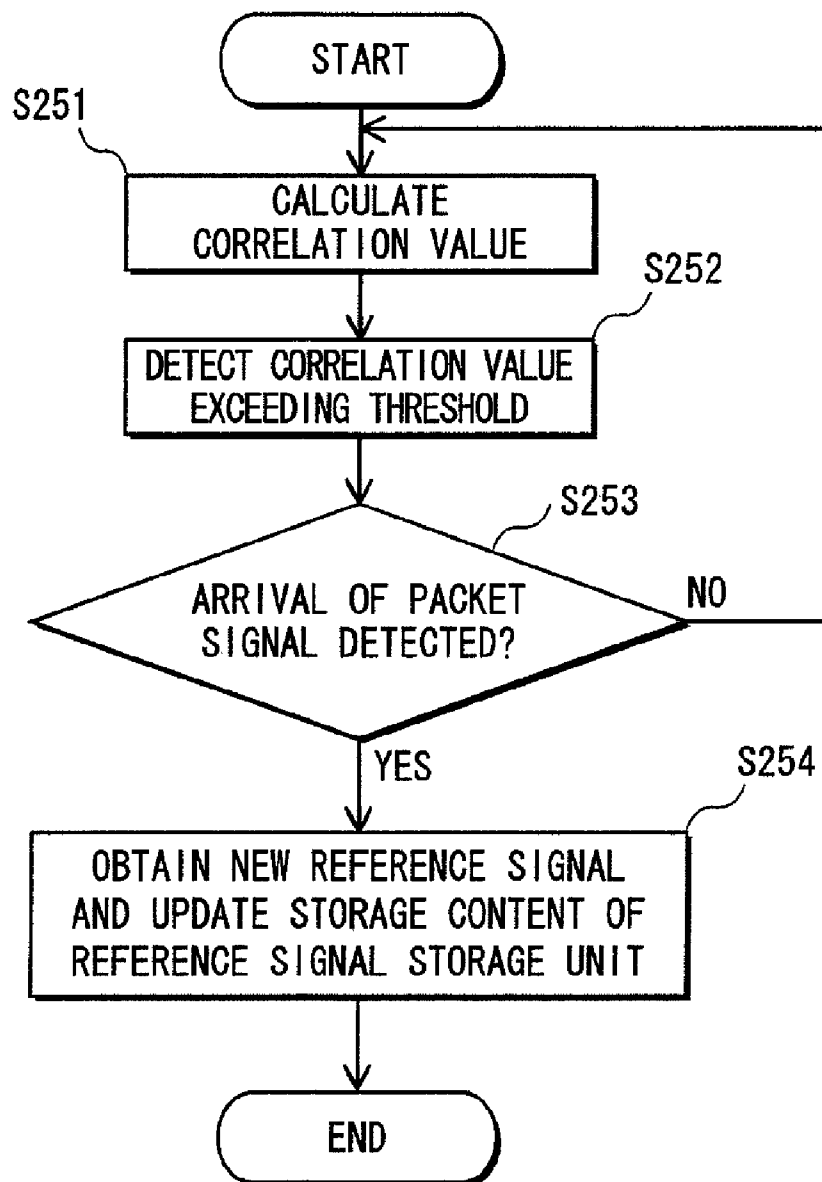 START
S251
CALCULATE
CORRELATION VALUE
S252
DETECT CORRELATION VALUE
EXCEEDING THRESHOLD
S253
ARRIVAL OF PACKET
SIGNAL DETECTED?
NO
YES
S254
OBTAIN NEW REFERENCE SIGNAL
AND UPDATE STORAGE CONTENT OF
REFERENCE SIGNAL STORAGE UNIT
END